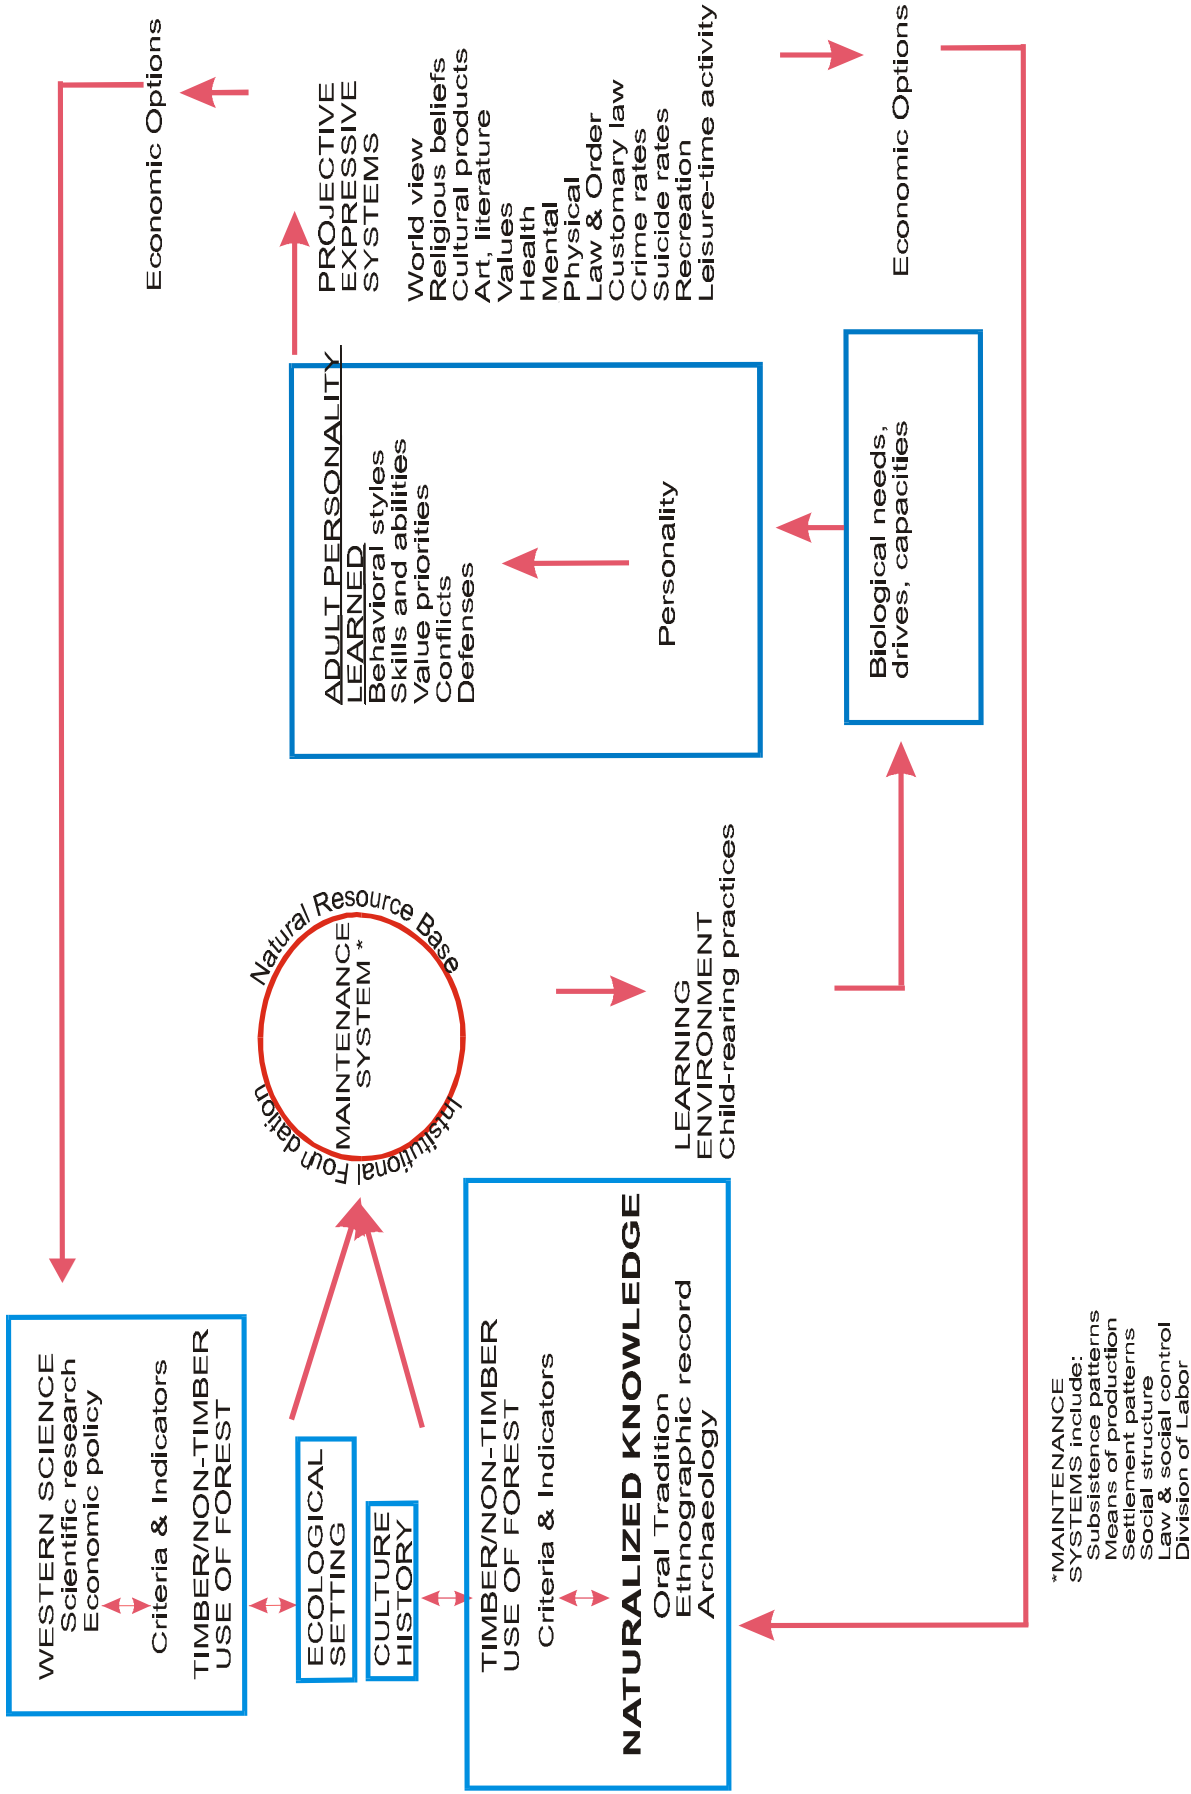 WESTERN SCIENCE
Scientific research
Economic policy
Criteria & Indicators
TIMBER/NON-TIMBER
USE OF FOREST
ECOLOGICAL
SETTING
CULTURE
HISTORY
TIMBER/NON-TIMBER
USE OF FOREST
Criteria & Indicators
NATURALIZED KNOWLEDGE
Oral Tradition
Ethnographic record
Archaeology
Natural Resource Base
MAINTENANCE
SYSTEM *
Intsitutional Foun dation
LEARNING
ENVIRONMENT
Child-rearing practices
ADULT PERSONALITY
LEARNED
Behavioral styles
Skills and abilities
Value priorities
Conflicts
Defenses
Personality
Biological needs,
drives, capacities
Economic Options
PROJECTIVE
EXPRESSIVE
SYSTEMS
World view
Religious beliefs
Cultural products
Art, literature
Values
Health
Mental
Physical
Law & Order
Customary law
Crime rates
Suicide rates
Recreation
Leisure-time activity
Economic Options
*MAINTENANCE
SYSTEMS include:
Subsistence patterns
Means of production
Settlement patterns
Social structure
Law & social control
Division of Labor